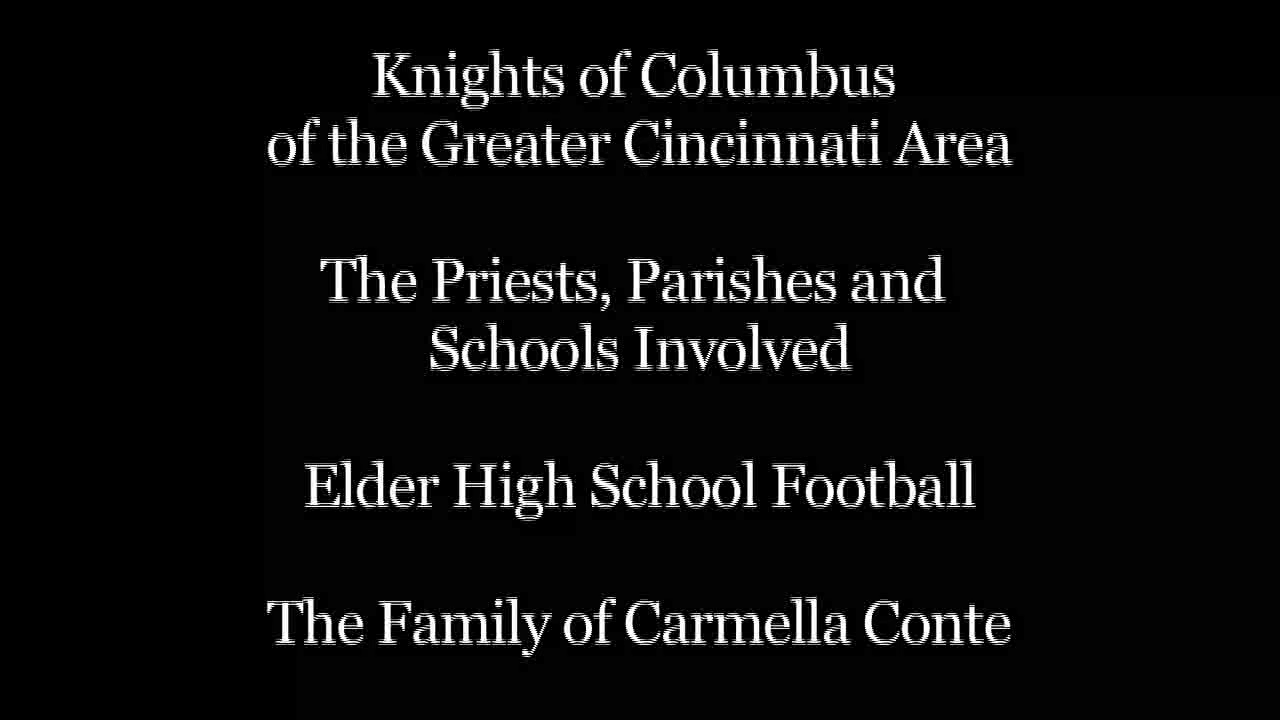 Knights of Columbus
of the Greater Cincinnati Area
The Priests, Parishes and
Schools Involved
Elder High School Football
The Family of Carmella Conte